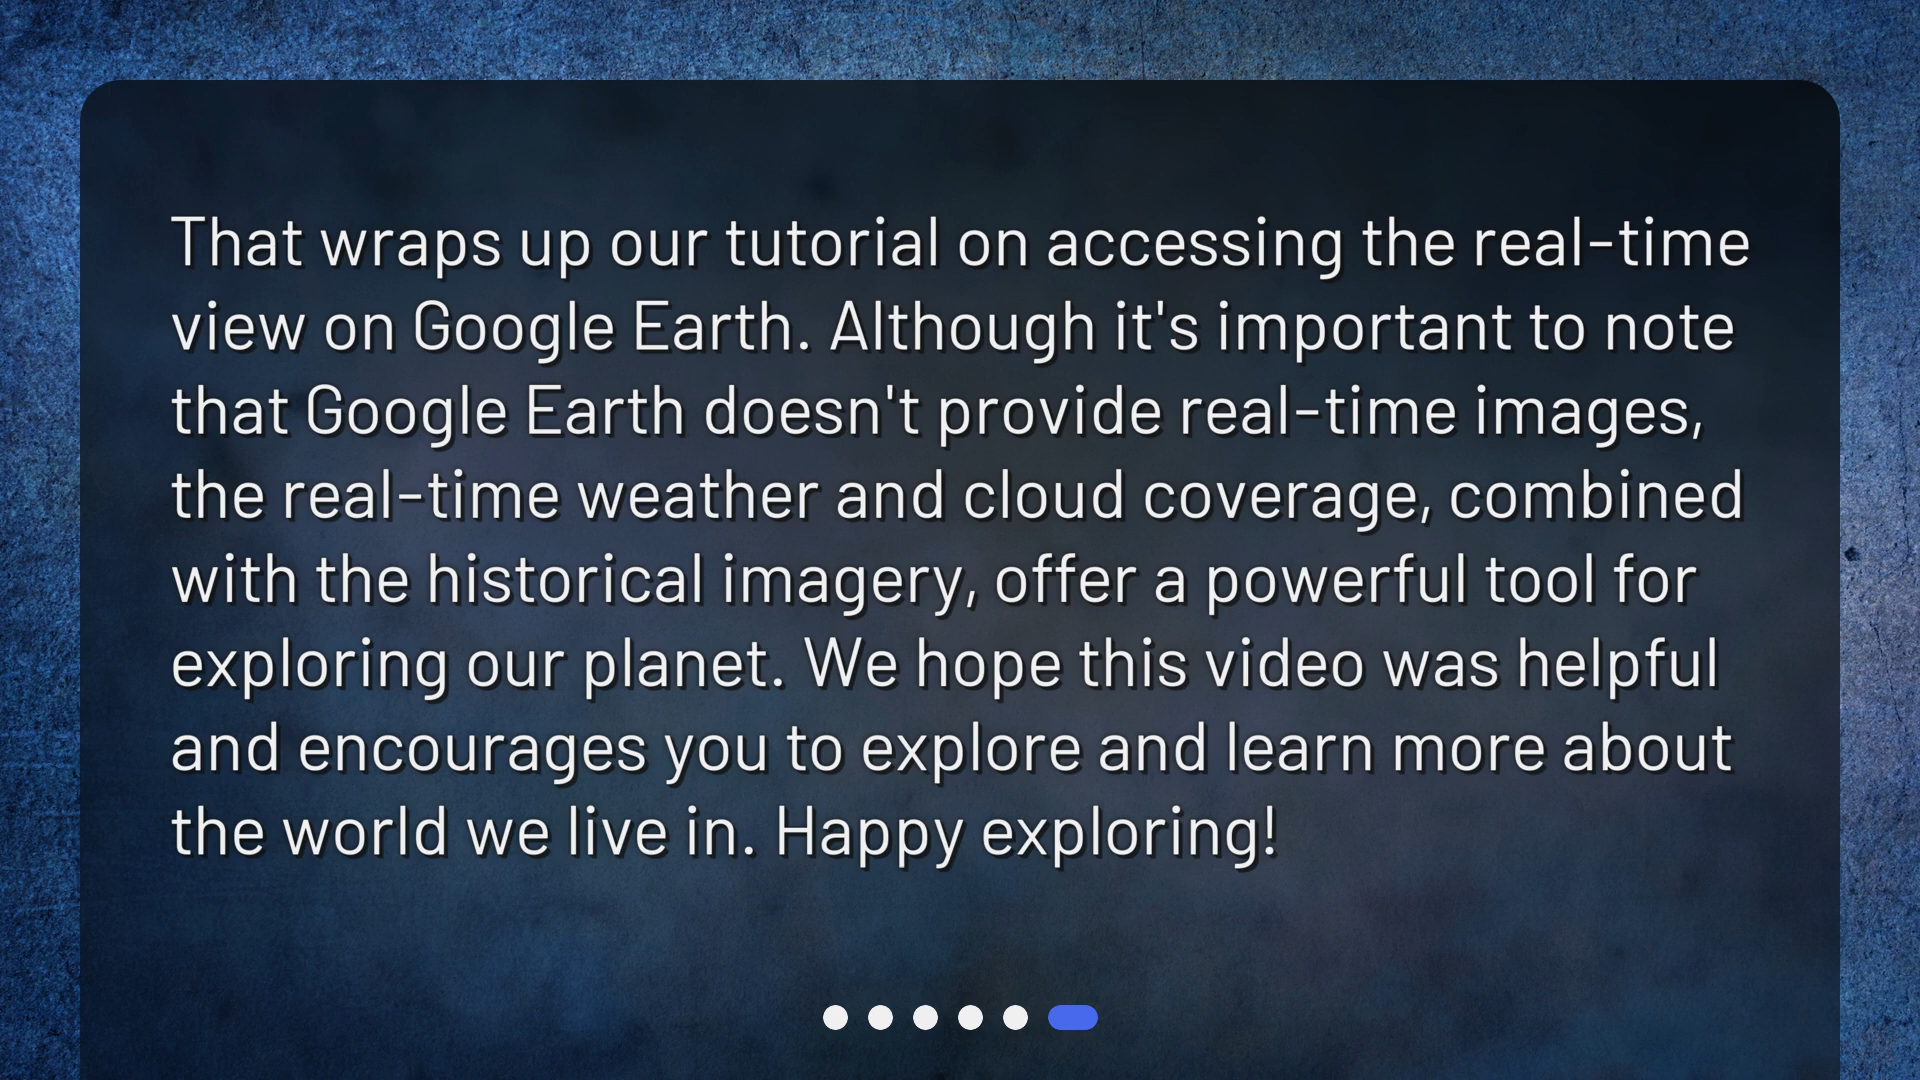 That wraps up our tutorial on accessing the real-time
view on Google Earth. Although it's important to note
that Google Earth doesn't provide real-time images,
the real-time weather and cloud coverage, combined
with the historical imagery, offer a powerful tool for
exploring our planet. We hope this video was helpful
and encourages you to explore and learn more about
the world we live in. Happy exploring!